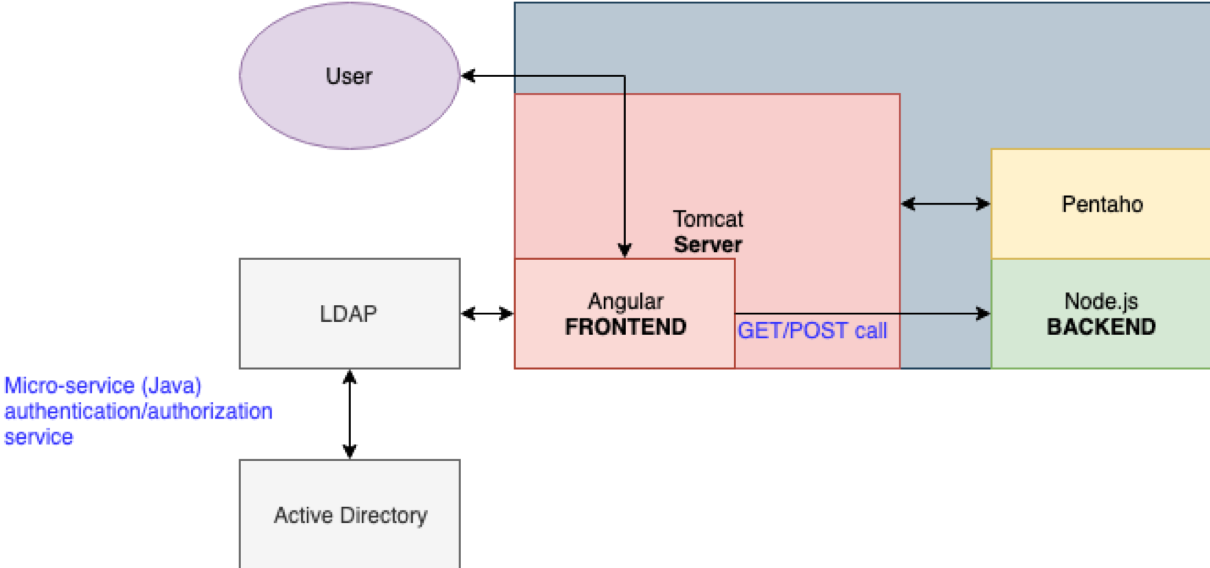 User
Pentaho
Tomcat
Server
LDAP
Angular
FRONTEND
GET/POST call
Node.js
BACKEND
Micro-service (Java)
authentication/authorization
service
Active Directory